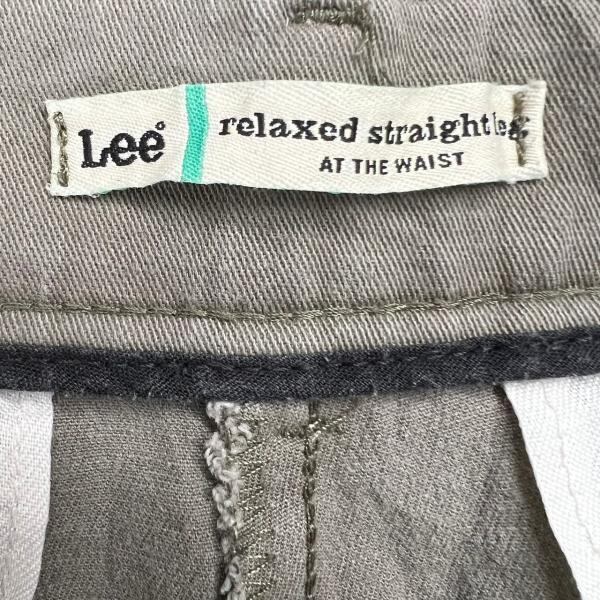 Lee®
relaxed straight leg
AT THE WAIST